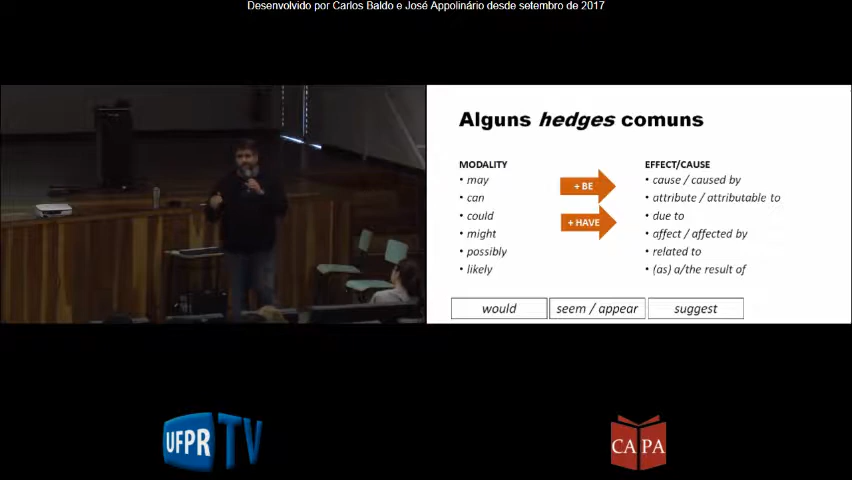 Desenvolvido por Carlos Baldo e José Appolinário desde setembro de 2017
Alguns hedges comuns
MODALITY
• may
• can
• could
• might
• possibly
• likely
+ BE
+ HAVE
EFFECT/CAUSE
• cause / caused by
• attribute / attributable to
• due to
• affect / affected by
• related to
• (as) a/the result of
would
seem / appear
suggest
UFPR TV
CAPA